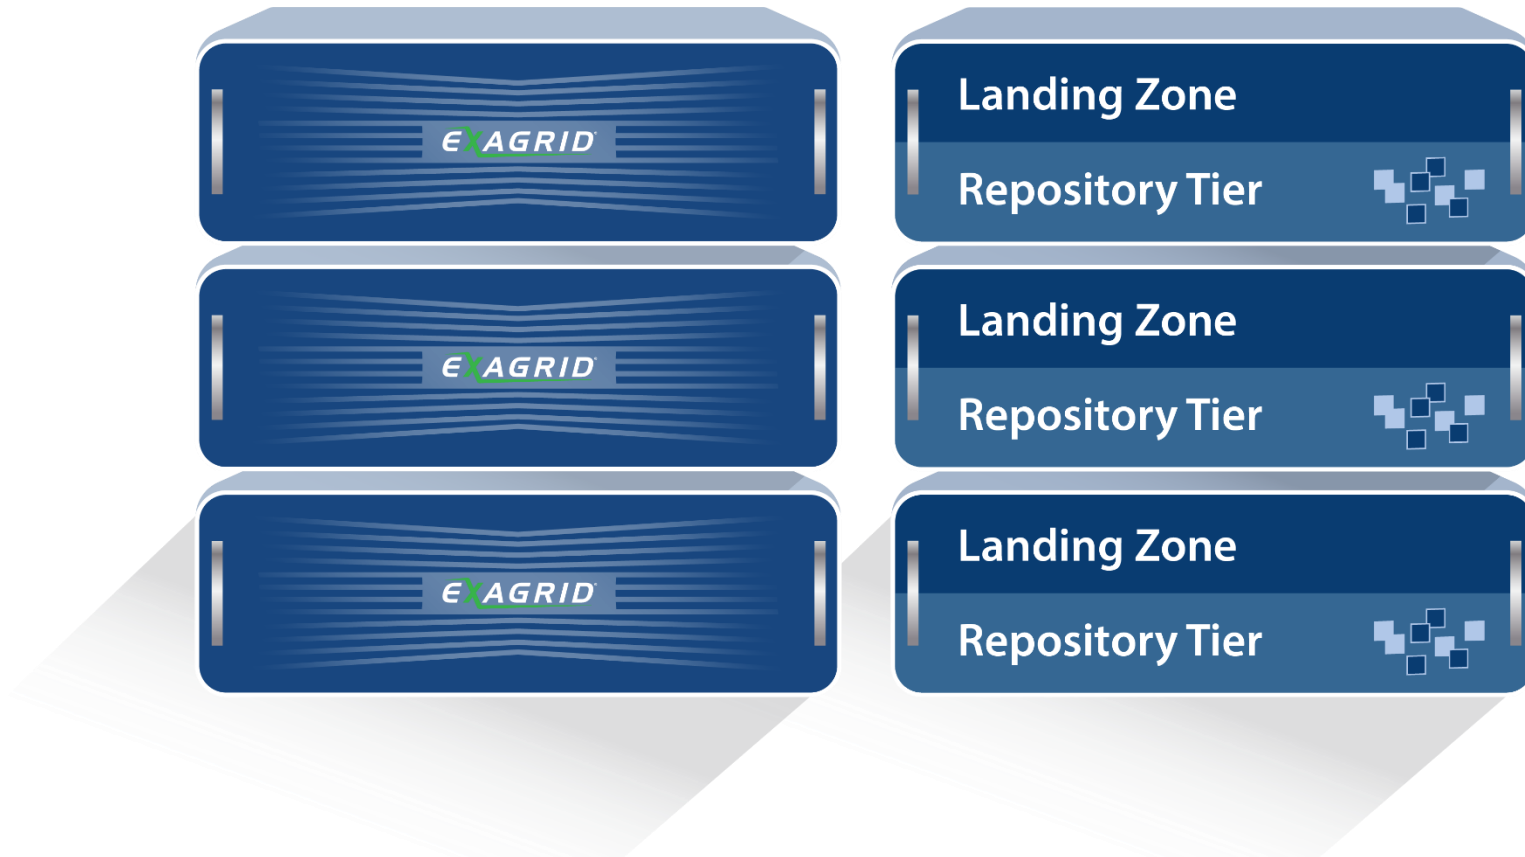 EXAGRID
Landing Zone
Repository Tier
EXAGRID
Landing Zone
Repository Tier
EXAGRID
Landing Zone
Repository Tier